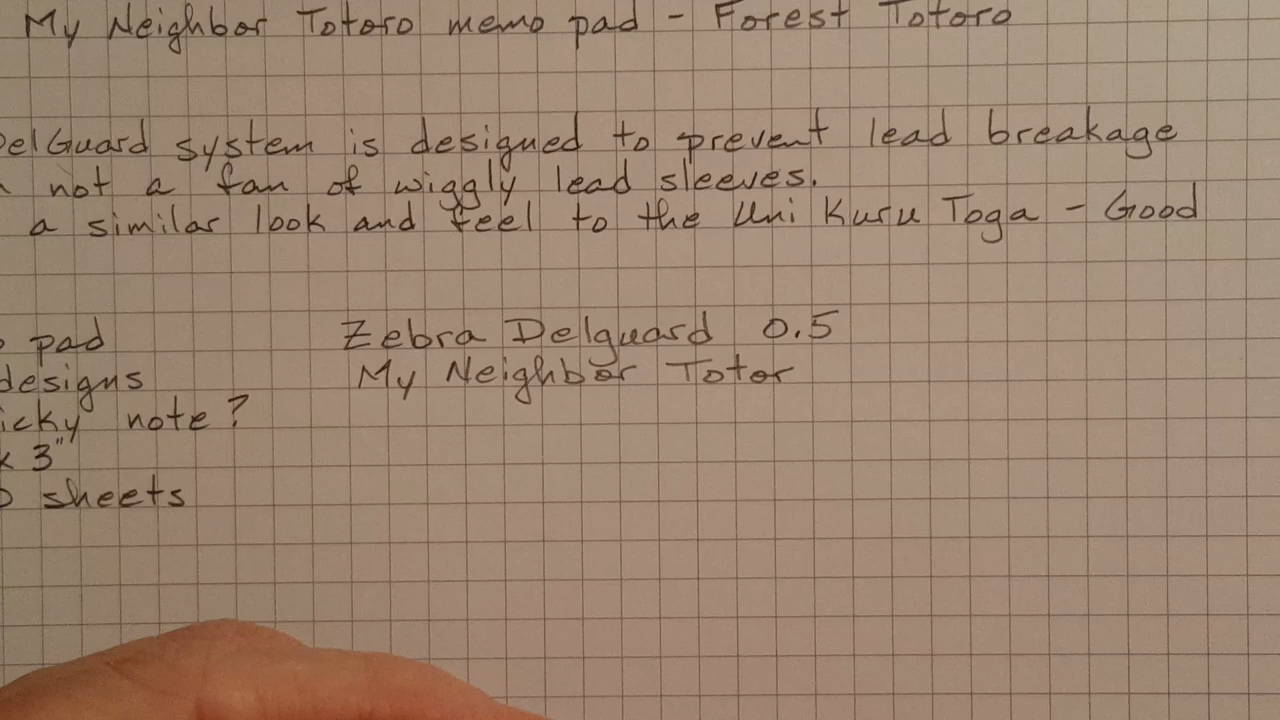 My Neighbor Totoro memo pad - Forest Totoro
DelGuard system is designed to prevent lead breakage
not a fan of wiggly lead sleeves.
a similar look and feel to the Uni Kuru Toga - Good
pad
designs
icky note?
x 3"
sheets
Zebra Delguard 0.5
My Neighbor Totor